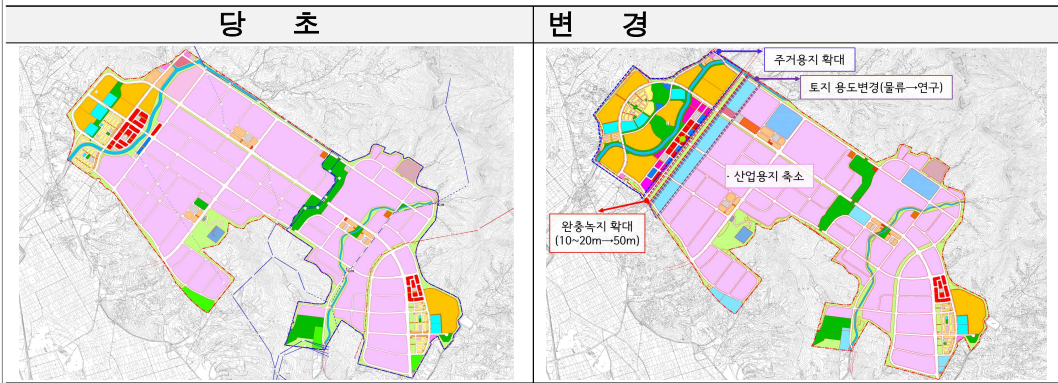 당 초
변 경
주거용지 확대
토지 용도변경(물류→연구)
· 산업용지 축소
완충녹지 확대
(10~20m→50m)